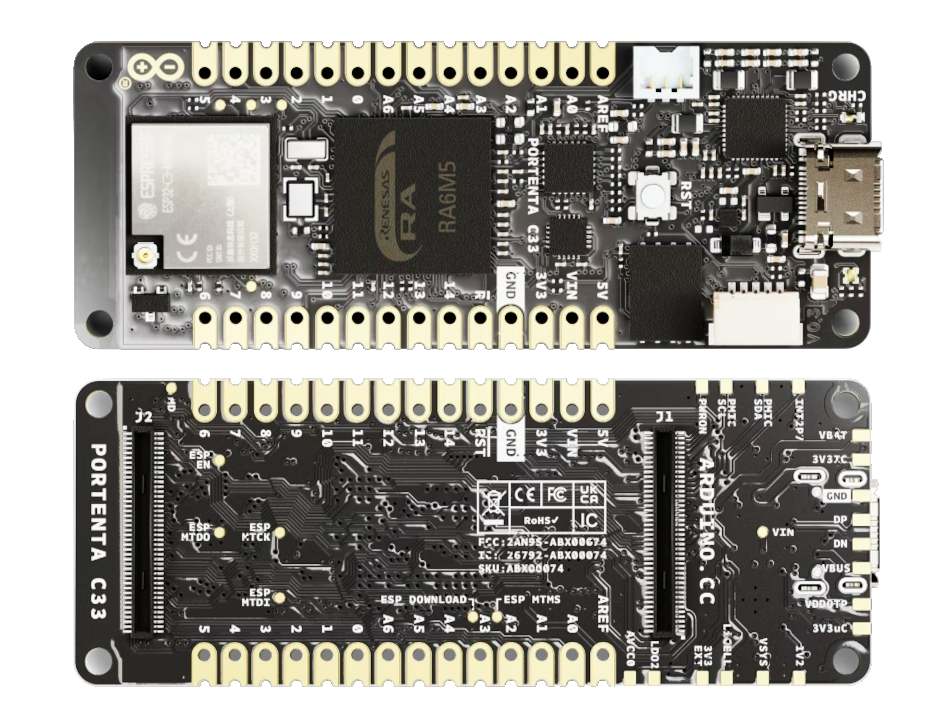 5 4 3 2 1 0 A6 A5 A4 A3 A2 A1 A0 AREF
CHRG
ESP32-C3
RENESAS
RA
RA6M5
PORTENTA C33
RST
CE
6 7 8 9 10 11 12 13 14 GND 3V3 VIN 5V
V0.3
J2
6 7 8 9 10 11 12 13 14 RST GND 3V3 VIN 5V
J1
PWRON
PMIC SCL
PMIC SDA
VBAT
3V3IC
GND
DP
DN
VBUS
VDDOTP
3V3uC
VIN
PORTENTA C33
ESP EN
ESP MTDO
ESP MTCK
ESP MTDI
CE FC UK CA
RoHS✓ IC
FCC:2AN9S-ABX00074
IC: 26792-ABX00074
SKU:ABX00074
ARDUINO.CC
ESP DOWNLOAD
ESP MTMS
5 4 3 2 1 0 A6 A5 A4 A3 A2 A1 A0 AREF
AVCC0
LDO2
3V3 EXT
LSCELL
VSYS
1V2